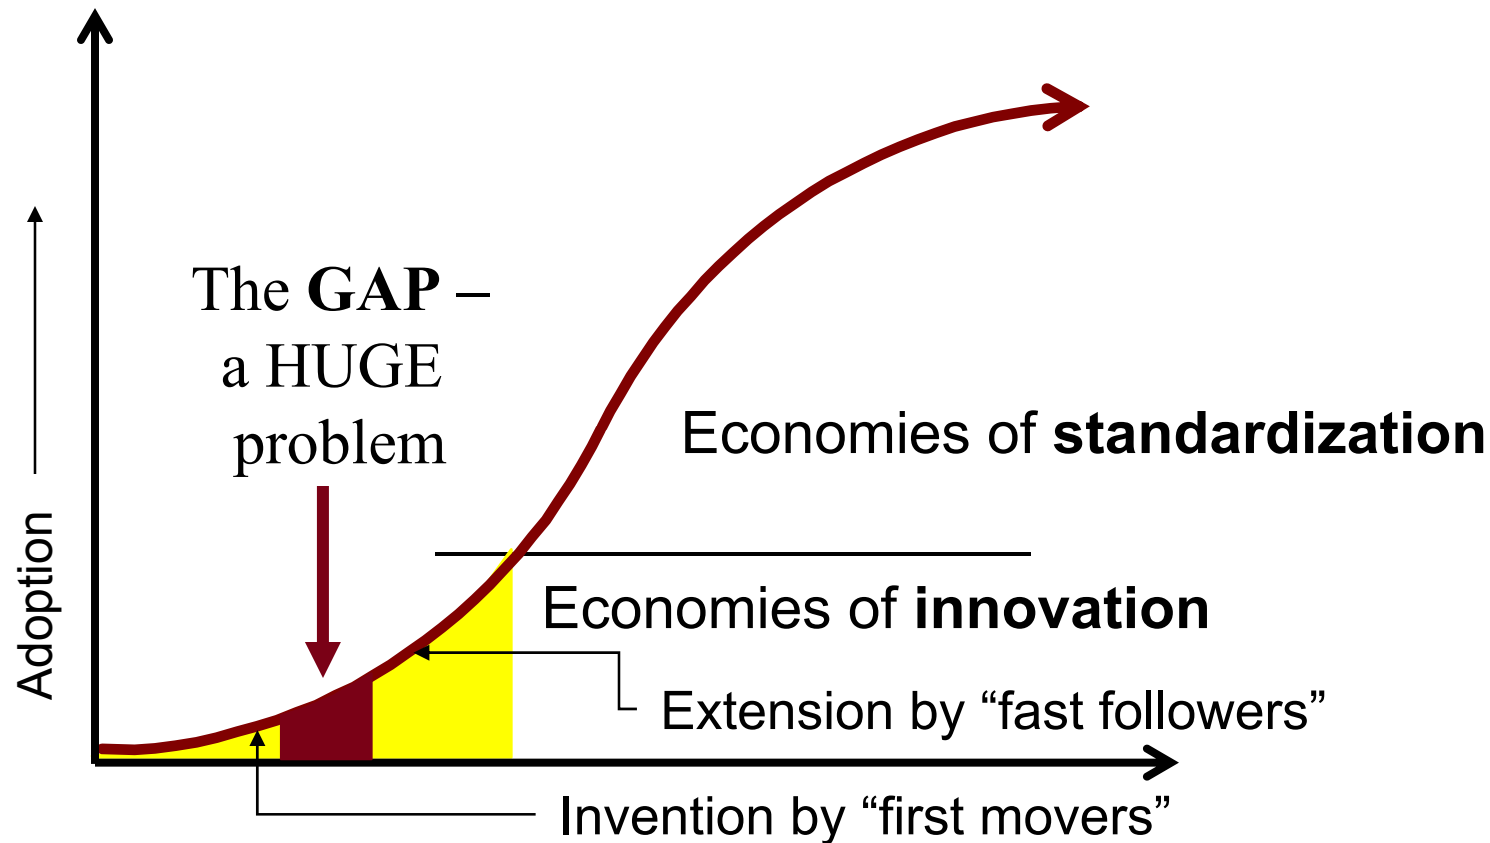 The GAP –
a HUGE
problem
Economies of standardization
Economies of innovation
Extension by “fast followers”
Invention by “first movers”
Adoption